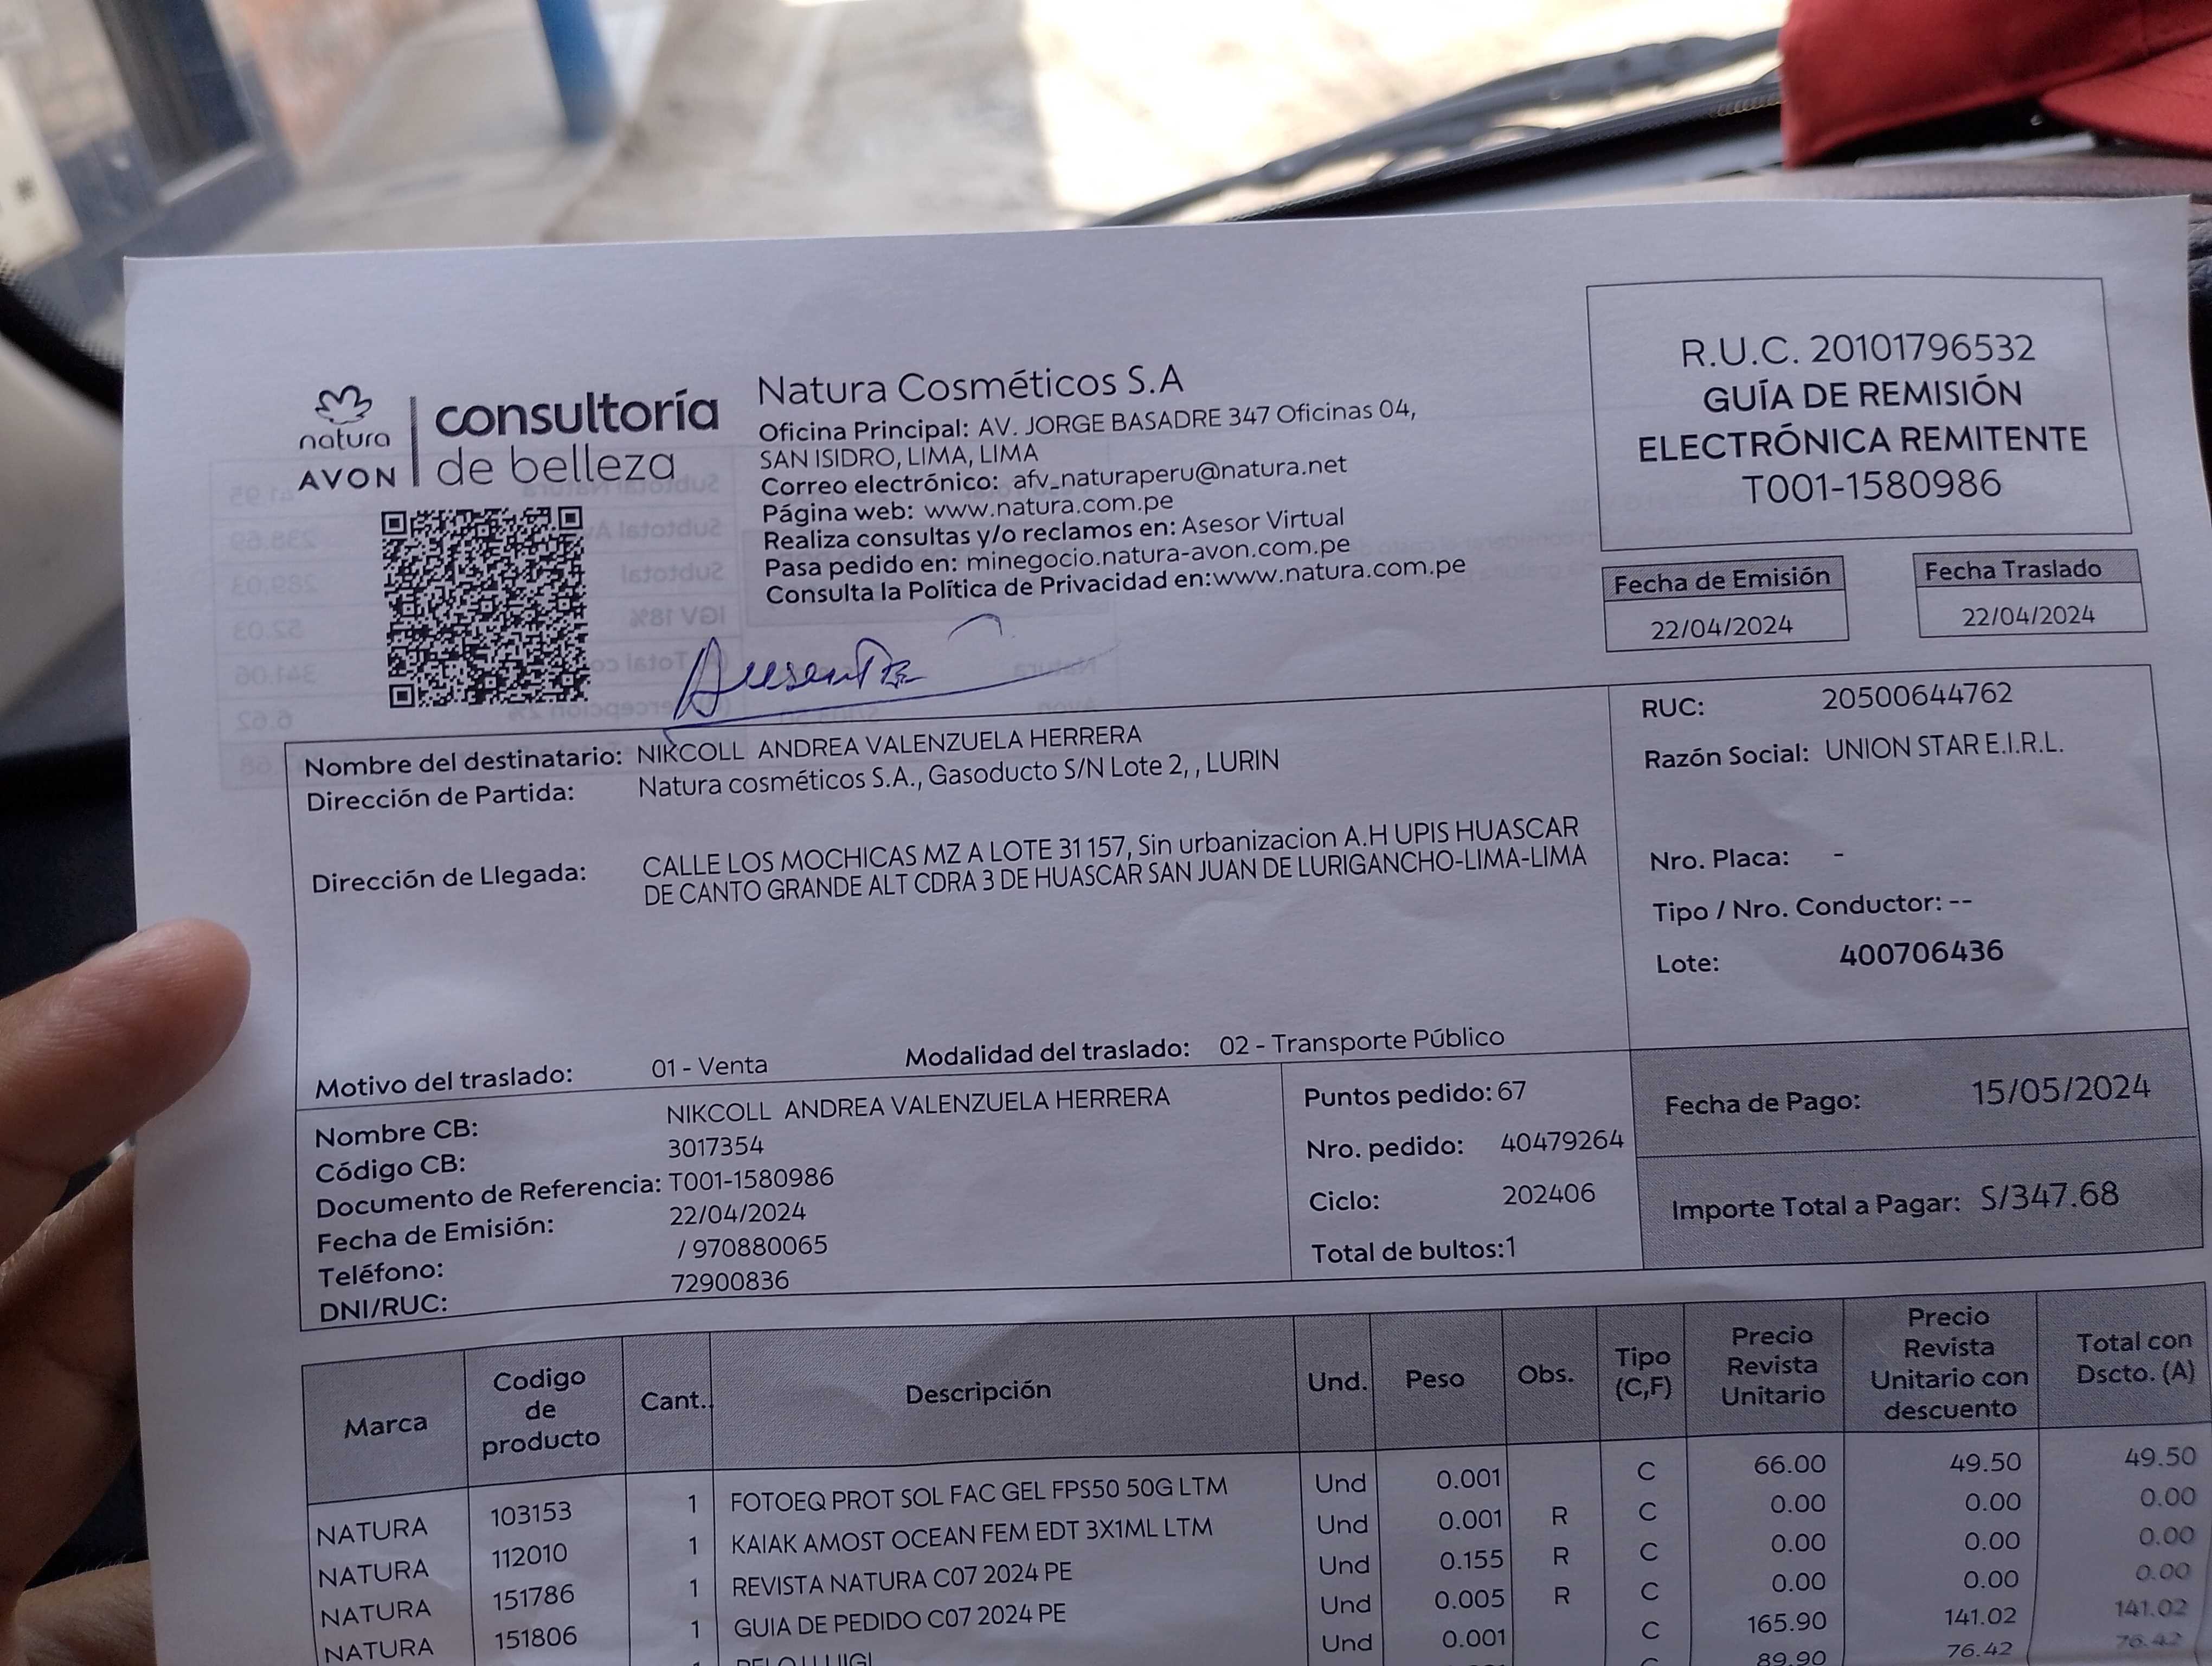 natura
AVON
consultoría
de belleza
Natura Cosméticos S.A
Oficina Principal: AV. JORGE BASADRE 347 Oficinas 04,
SAN ISIDRO, LIMA, LIMA
Correo electrónico: afv_naturaperu@natura.net
Página web: www.natura.com.pe
Realiza consultas y/o reclamos en: Asesor Virtual
Pasa pedido en: minegocio.natura-avon.com.pe
Consulta la Política de Privacidad en:www.natura.com.pe
R.U.C. 20101796532
GUÍA DE REMISIÓN
ELECTRÓNICA REMITENTE
T001-1580986
Fecha de Emisión
22/04/2024
Fecha Traslado
22/04/2024
Nombre del destinatario: NIKCOLL ANDREA VALENZUELA HERRERA
Dirección de Partida: Natura cosméticos S.A., Gasoducto S/N Lote 2, , LURIN
Dirección de Llegada: CALLE LOS MOCHICAS MZ A LOTE 31 157, Sin urbanizacion A.H UPIS HUASCAR
DE CANTO GRANDE ALT CDRA 3 DE HUASCAR SAN JUAN DE LURIGANCHO-LIMA-LIMA
Motivo del traslado: 01 - Venta Modalidad del traslado: 02 - Transporte Público
RUC: 20500644762
Razón Social: UNION STAR E.I.R.L.
Nro. Placa: -
Tipo / Nro. Conductor: --
Lote: 400706436
Nombre CB: NIKCOLL ANDREA VALENZUELA HERRERA
Código CB: 3017354
Documento de Referencia: T001-1580986
Fecha de Emisión: 22/04/2024
Teléfono: / 970880065
DNI/RUC: 72900836
Puntos pedido: 67
Nro. pedido: 40479264
Ciclo: 202406
Total de bultos:1
Fecha de Pago: 15/05/2024
Importe Total a Pagar: S/347.68
Marca Codigo de producto Cant. Descripción Und. Peso Obs. Tipo (C,F) Precio Revista Unitario Precio Revista Unitario con descuento Total con Dscto. (A)
NATURA 103153 1 FOTOEQ PROT SOL FAC GEL FPS50 50G LTM Und 0.001 C 66.00 49.50 49.50
NATURA 112010 1 KAIAK AMOST OCEAN FEM EDT 3X1ML LTM Und 0.001 R C 0.00 0.00 0.00
NATURA 151786 1 REVISTA NATURA C07 2024 PE Und 0.155 R C 0.00 0.00 0.00
NATURA 151806 1 GUIA DE PEDIDO C07 2024 PE Und 0.005 R C 0.00 0.00 0.00
Und 0.001 C 165.90 141.02 141.02
89.90 76.42 76.42